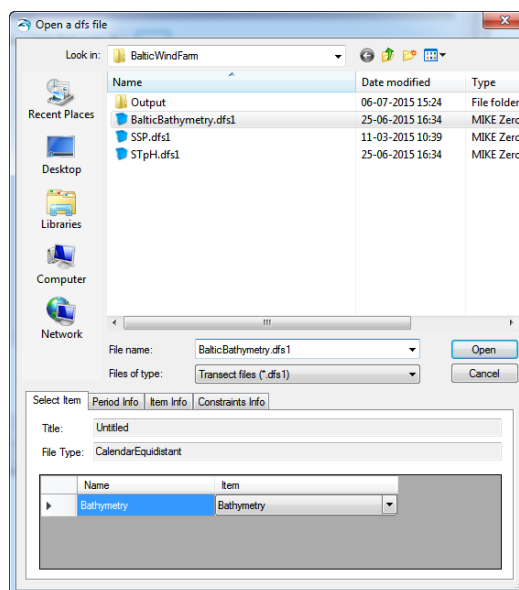 Open a dfs file
Look in: BalticWindFarm
Name Date modified Type
Output 06-07-2015 15:24 File folder
BalticBathymetry.dfs1 25-06-2015 16:34 MIKE Zero
SSP.dfs1 11-03-2015 10:39 MIKE Zero
STpH.dfs1 25-06-2015 16:34 MIKE Zero
Recent Places
Desktop
Libraries
Computer
Network
File name: BalticBathymetry.dfs1 Open
Files of type: Transect files (*.dfs1) Cancel
Select Item Period Info Item Info Constraints Info
Title: Untitled
File Type: CalendarEquidistant
Name Item
Bathymetry Bathymetry